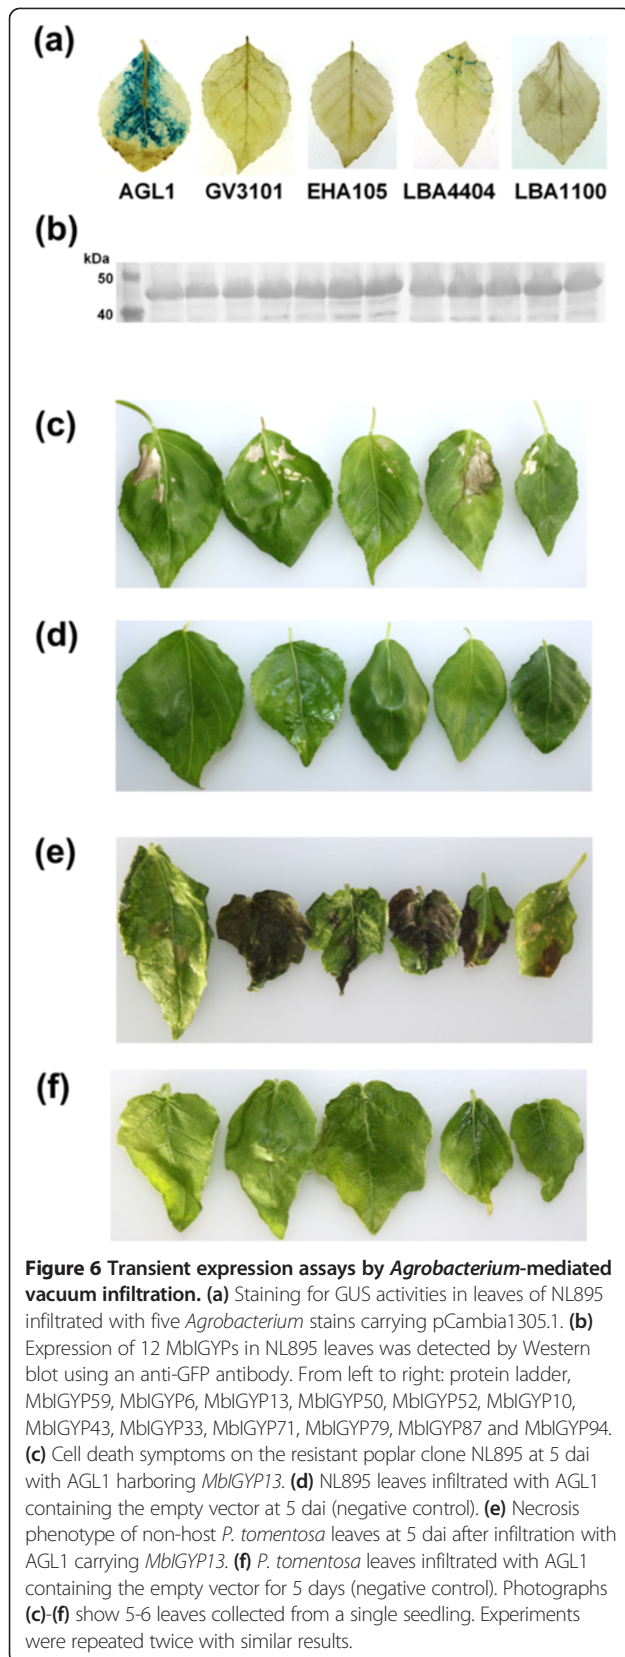 (a)
AGL1 GV3101 EHA105 LBA4404 LBA1100
(b)
kDa
50
40
(c)
(d)
(e)
(f)
Figure 6 Transient expression assays by Agrobacterium-mediated
vacuum infiltration. (a) Staining for GUS activities in leaves of NL895
infiltrated with five Agrobacterium stains carrying pCambia1305.1. (b)
Expression of 12 MbIGYPs in NL895 leaves was detected by Western
blot using an anti-GFP antibody. From left to right: protein ladder,
MbIGYP59, MbIGYP6, MbIGYP13, MbIGYP50, MbIGYP52, MbIGYP10,
MbIGYP43, MbIGYP33, MbIGYP71, MbIGYP79, MbIGYP87 and MbIGYP94.
(c) Cell death symptoms on the resistant poplar clone NL895 at 5 dai
with AGL1 harboring MbIGYP13. (d) NL895 leaves infiltrated with AGL1
containing the empty vector at 5 dai (negative control). (e) Necrosis
phenotype of non-host P. tomentosa leaves at 5 dai after infiltration with
AGL1 carrying MbIGYP13. (f) P. tomentosa leaves infiltrated with AGL1
containing the empty vector for 5 days (negative control). Photographs
(c)-(f) show 5-6 leaves collected from a single seedling. Experiments
were repeated twice with similar results.